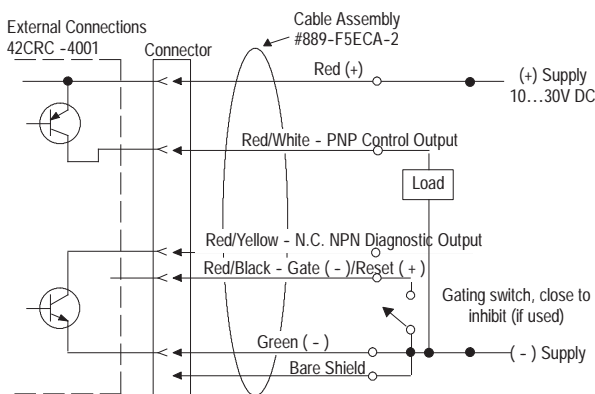 External Connections
42CRC -4001
Connector
Cable Assembly
#889-F5ECA-2
Red (+)
(+) Supply
10…30V DC
Red/White - PNP Control Output
Load
Red/Yellow - N.C. NPN Diagnostic Output
Red/Black - Gate ( - )/Reset ( + )
Gating switch, close to
inhibit (if used)
Green ( - )
( - ) Supply
Bare Shield